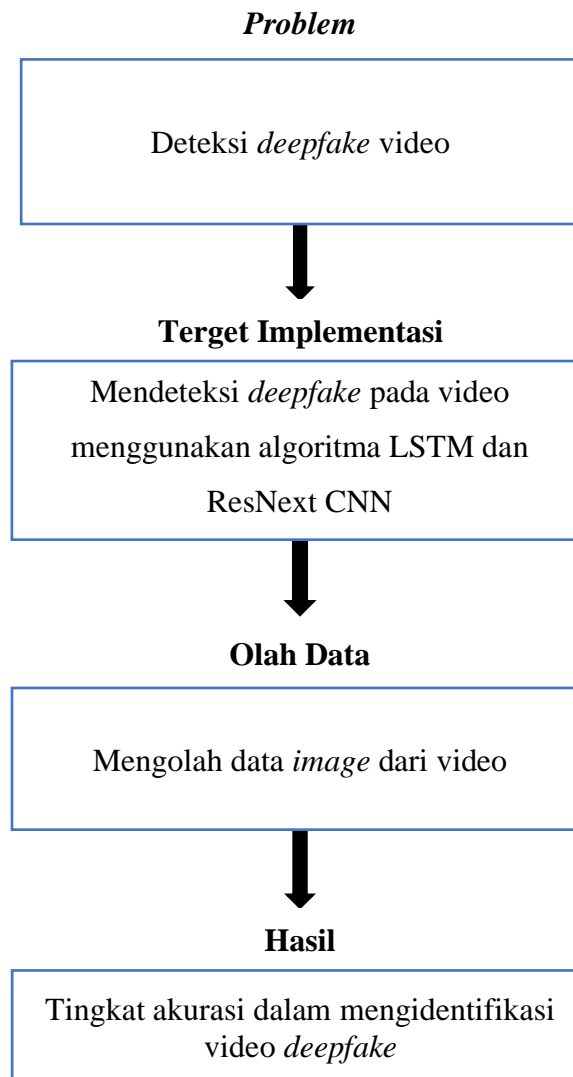 Problem
Deteksi deepfake video
Terget Implementasi
Mendeteksi deepfake pada video
menggunakan algoritma LSTM dan
ResNext CNN
Olah Data
Mengolah data image dari video
Hasil
Tingkat akurasi dalam mengidentifikasi
video deepfake